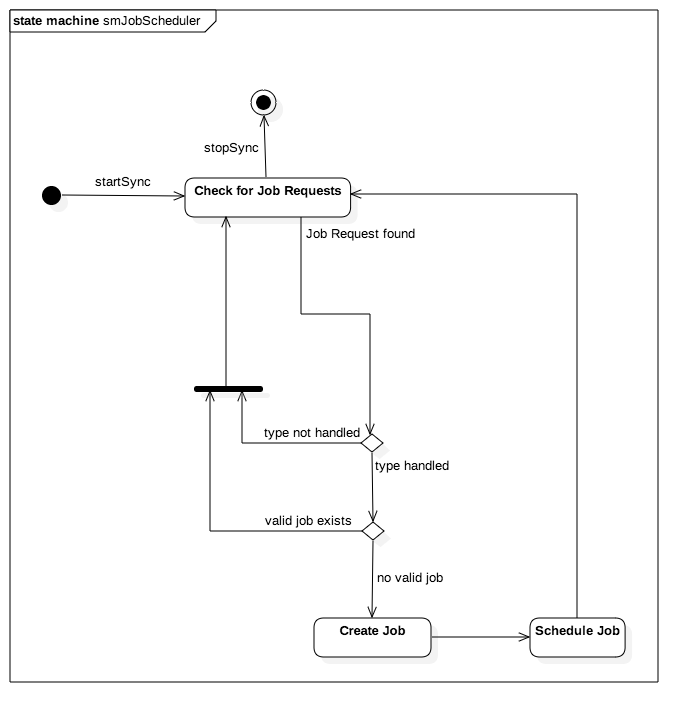 state machine smJobScheduler
stopSync
startSync
Check for Job Requests
Job Request found
type not handled
type handled
valid job exists
no valid job
Create Job
Schedule Job